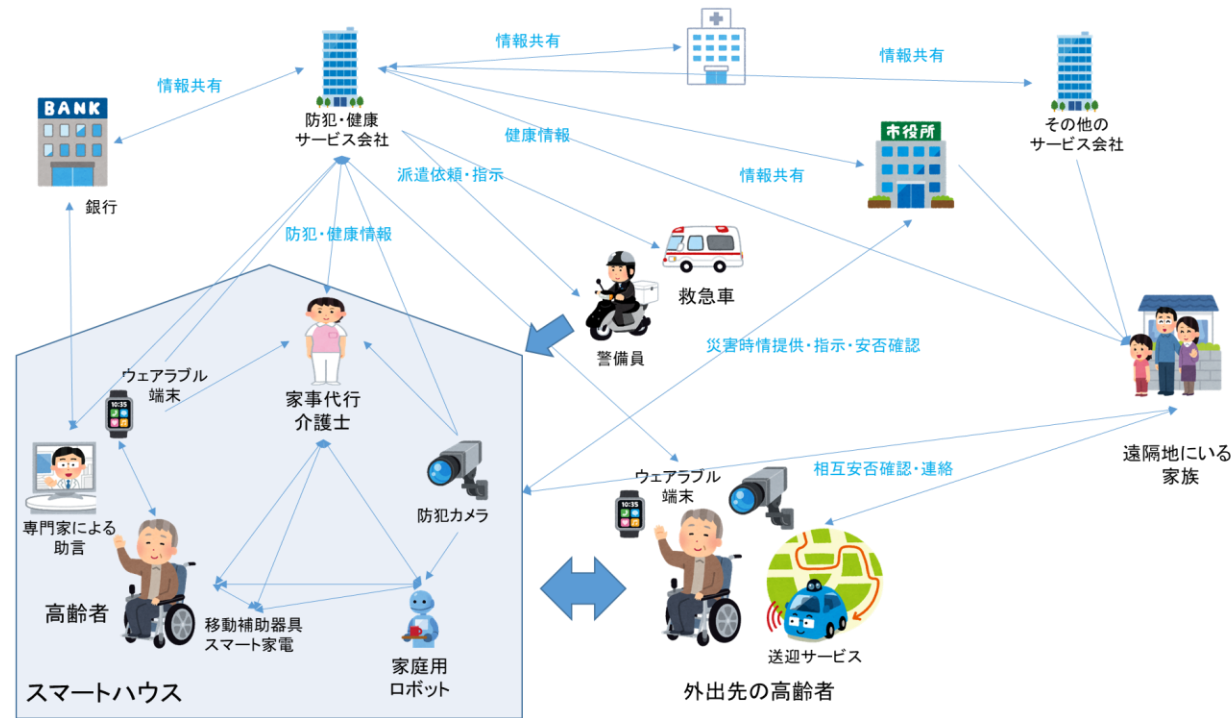 情報共有
情報共有
情報共有
BANK
防犯・健康
サービス会社
市役所
その他の
サービス会社
健康情報
派遣依頼・指示
情報共有
銀行
防犯・健康情報
救急車
災害時情提供・指示・安否確認
警備員
ウェアラブル
端末
10:35
家事代行
介護士
遠隔地にいる
家族
相互安否確認・連絡
ウェアラブル
端末
10:35
防犯カメラ
専門家による
助言
高齢者
移動補助器具
スマート家電
家庭用
ロボット
送迎サービス
スマートハウス
外出先の高齢者